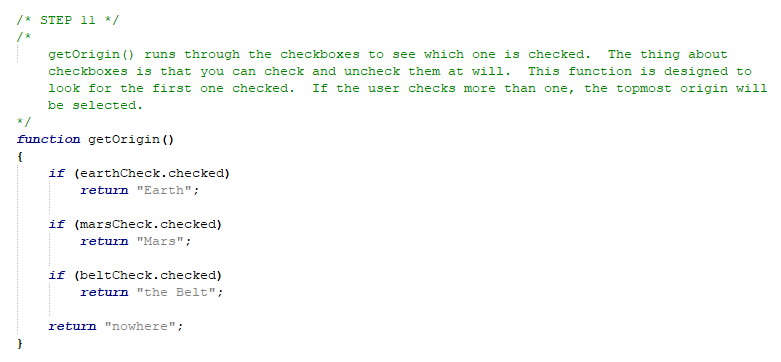 /* STEP 11 */
/*
getOrigin() runs through the checkboxes to see which one is checked.  The thing about
checkboxes is that you can check and uncheck them at will.  This function is designed to
look for the first one checked.  If the user checks more than one, the topmost origin will
be selected.
*/
function getOrigin()
{
if (earthCheck.checked)
return "Earth";
if (marsCheck.checked)
return "Mars";
if (beltCheck.checked)
return "the Belt";
return "nowhere";
}